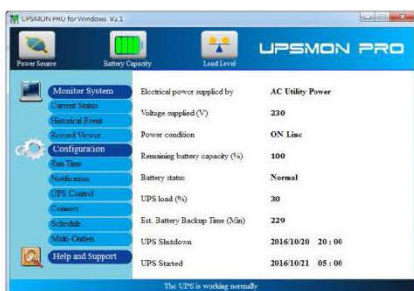 UPSMON PRO for Windows V2.1
Power Source
Battery Capacity
Load Level
UPSMON PRO
Monitor System
Current Status
Historical Event
Record Viewer
Configuration
Run Time
Notification
UPS Control
Connect
Schedule
Multi-Outlets
Help and Support
Electrical power supplied by AC Utility Power
Voltage supplied (V) 230
Power condition ON Line
Remaining battery capacity (%) 100
Battery status Normal
UPS load (%) 30
Est. Battery Backup Time (Min) 229
UPS Shutdown 2016/10/20 20 : 00
UPS Started 2016/10/21 05 : 00
The UPS is working normally